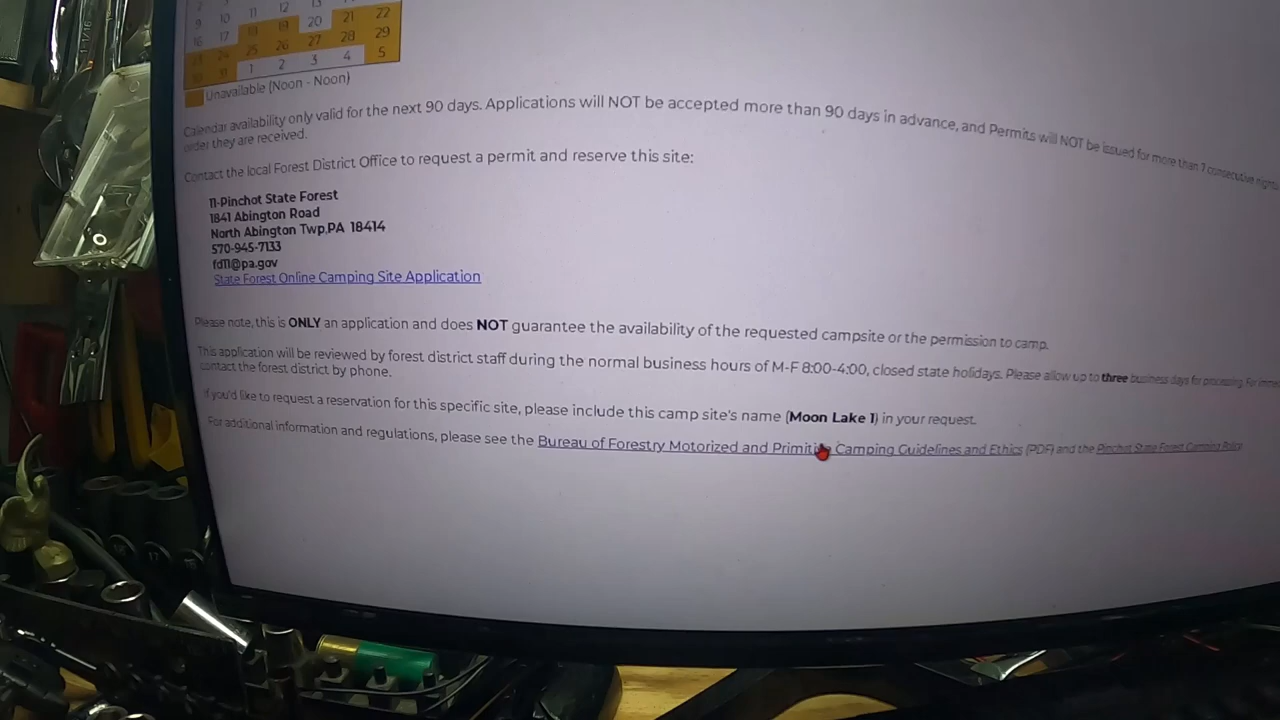 9 10 11 12 13
16 17 18 19 20 21 22
24 25 26 27 28 29
31 1 2 3 4 5
Unavailable (Noon - Noon)
Calendar availability only valid for the next 90 days. Applications will NOT be accepted more than 90 days in advance, and Permits will NOT be issued for more than 7 consecutive nights
order they are received.
Contact the local Forest District Office to request a permit and reserve this site:
11-Pinchot State Forest
1841 Abington Road
North Abington Twp,PA 18414
570-945-7133
fd11@pa.gov
State Forest Online Camping Site Application
Please note, this is ONLY an application and does NOT guarantee the availability of the requested campsite or the permission to camp.
This application will be reviewed by forest district staff during the normal business hours of M-F 8:00-4:00, closed state holidays. Please allow up to three business days for processing. For
contact the forest district by phone.
If you'd like to request a reservation for this specific site, please include this camp site's name (Moon Lake 1) in your request.
For additional information and regulations, please see the Bureau of Forestry Motorized and Primitive Camping Guidelines and Ethics (PDF) and the Pinchot State Forest Camping Policy
1-1/16